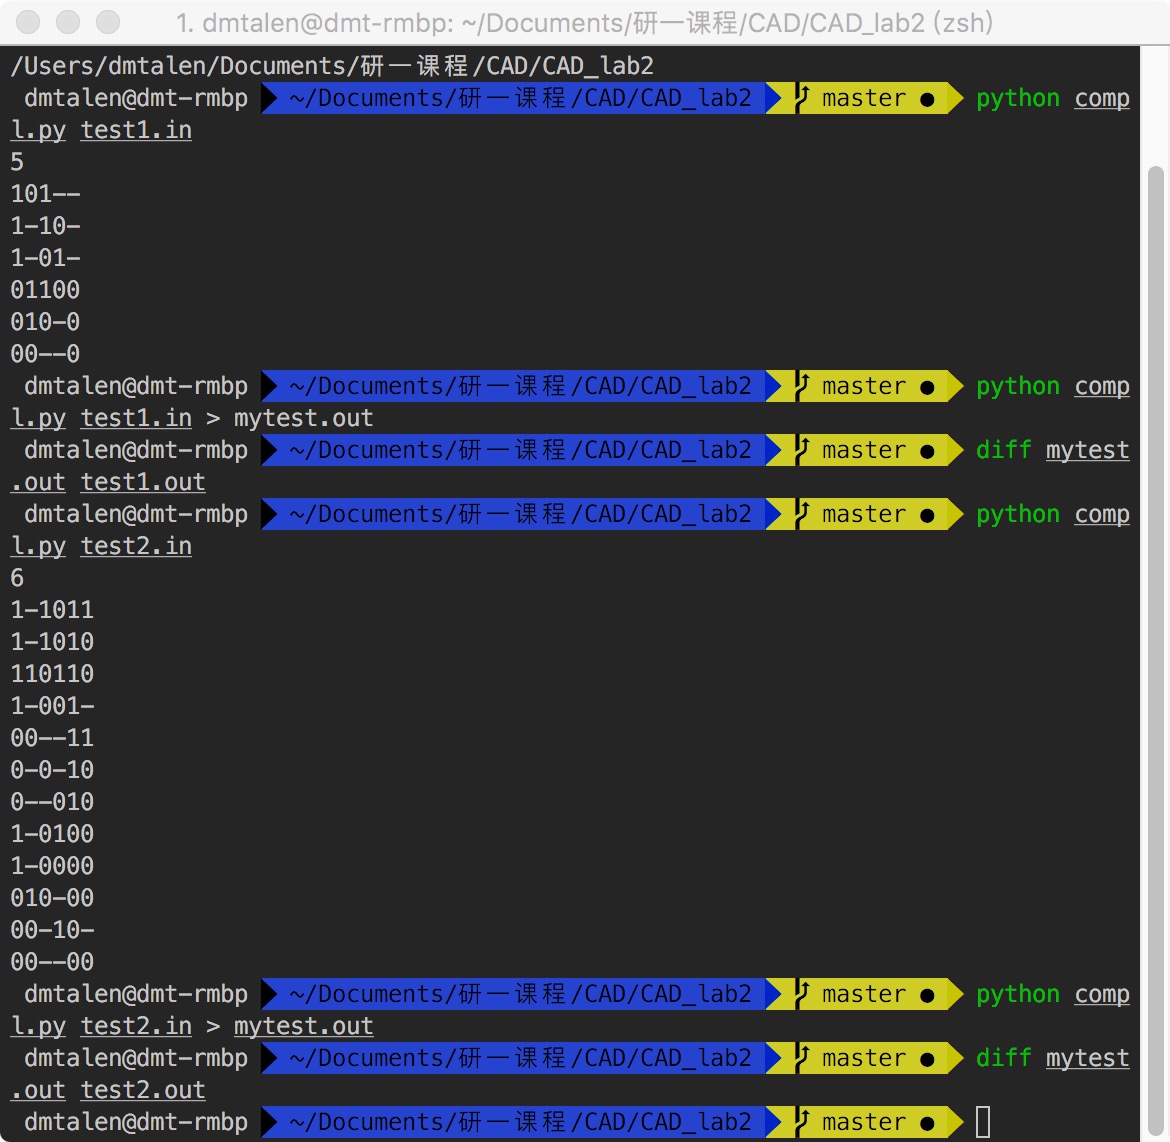 1. dmtalen@dmt-rmbp: ~/Documents/研一课程/CAD/CAD_lab2 (zsh)
/Users/dmtalen/Documents/研一课程/CAD/CAD_lab2
dmtalen@dmt-rmbp ~/Documents/研一课程/CAD/CAD_lab2 master ● python comp
l.py test1.in
5
101--
1-10-
1-01-
01100
010-0
00--0
dmtalen@dmt-rmbp ~/Documents/研一课程/CAD/CAD_lab2 master ● python comp
l.py test1.in > mytest.out
dmtalen@dmt-rmbp ~/Documents/研一课程/CAD/CAD_lab2 master ● diff mytest
.out test1.out
dmtalen@dmt-rmbp ~/Documents/研一课程/CAD/CAD_lab2 master ● python comp
l.py test2.in
6
1-1011
1-1010
110110
1-001-
00--11
0-0-10
0--010
1-0100
1-0000
010-00
00-10-
00--00
dmtalen@dmt-rmbp ~/Documents/研一课程/CAD/CAD_lab2 master ● python comp
l.py test2.in > mytest.out
dmtalen@dmt-rmbp ~/Documents/研一课程/CAD/CAD_lab2 master ● diff mytest
.out test2.out
dmtalen@dmt-rmbp ~/Documents/研一课程/CAD/CAD_lab2 master ●